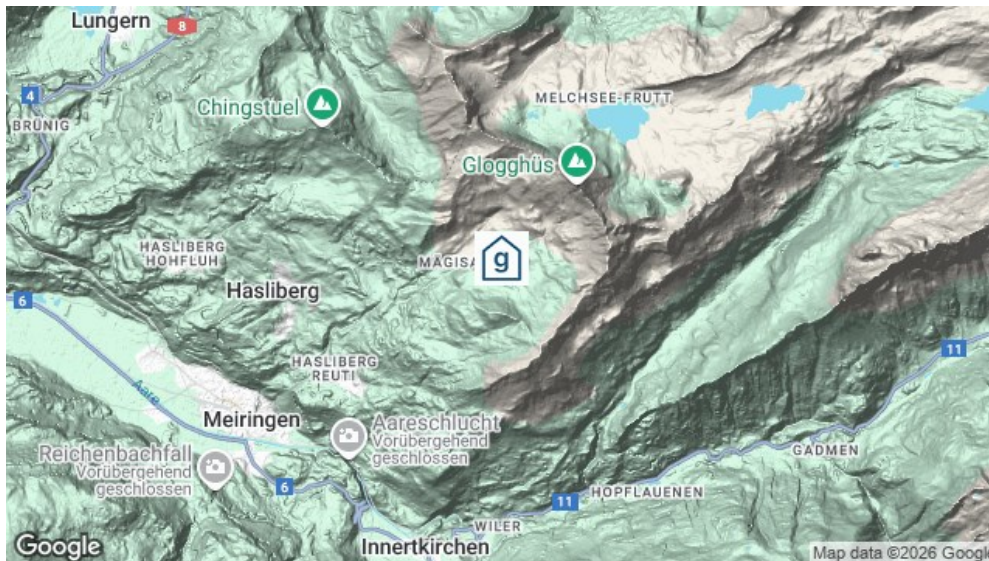 Lungern
8
Chingstuel
4
BRÜNIG
MELCHSEE-FRUTT
Glogghüs
HASLIBERG
HOHFLUH
g
Hasliberg
6
11
HASLIBERG
REUTI
Aare
Meiringen
Aareschlucht
Vorübergehend
geschlossen
Reichenbachfall
Vorübergehend
geschlossen
GADMEN
6
11
HOPFLAUENEN
WILER
Innertkirchen
Google
Map data ©2026 Google